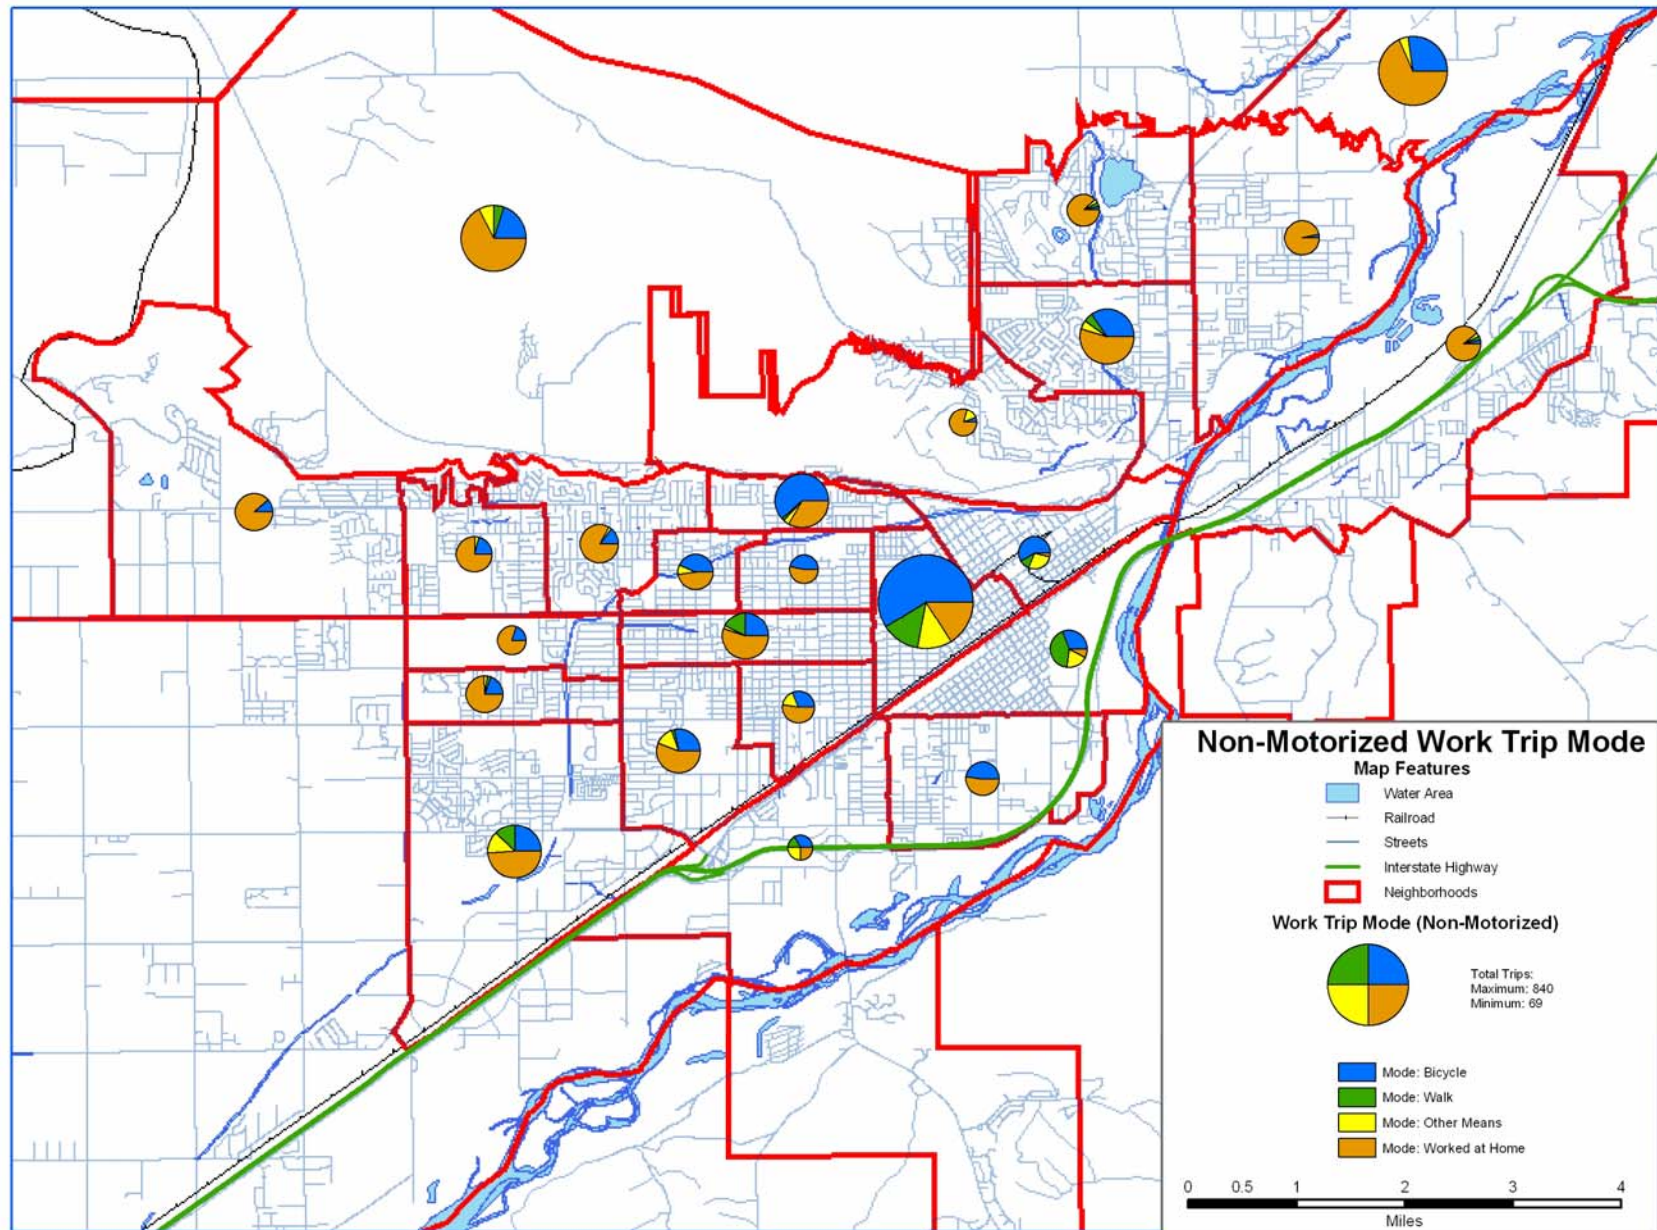 Non-Motorized Work Trip Mode
Map Features
Water Area
Railroad
Streets
Interstate Highway
Neighborhoods
Work Trip Mode (Non-Motorized)
Total Trips:
Maximum: 840
Minimum: 69
Mode: Bicycle
Mode: Walk
Mode: Other Means
Mode: Worked at Home
0 0.5 1 2 3 4
Miles